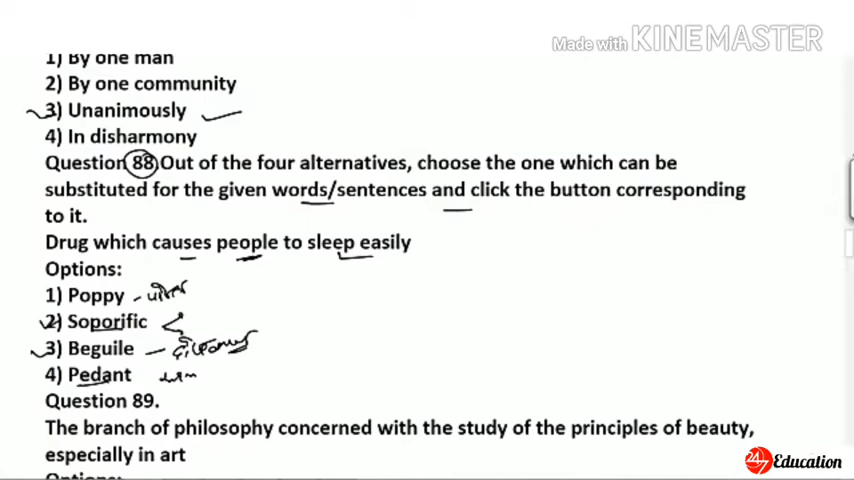 Made with KINEMASTER
1) By one man
2) By one community
3) Unanimously
4) In disharmony
Question 88 Out of the four alternatives, choose the one which can be
substituted for the given words/sentences and click the button corresponding
to it.
Drug which causes people to sleep easily
Options:
1) Poppy -
2) Soporific
3) Beguile -
4) Pedant
Question 89.
The branch of philosophy concerned with the study of the principles of beauty,
especially in art
Options:
24/7 Education